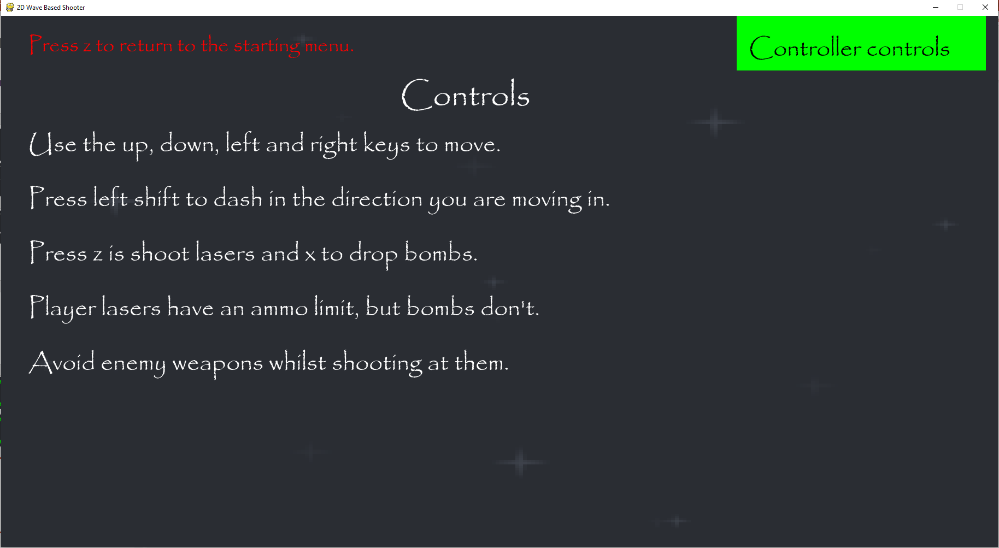 2D Wave Based Shooter
Press z to return to the starting menu.
Controller controls
Controls
Use the up, down, left and right keys to move.
Press left shift to dash in the direction you are moving in.
Press z is shoot lasers and x to drop bombs.
Player lasers have an ammo limit, but bombs don't.
Avoid enemy weapons whilst shooting at them.